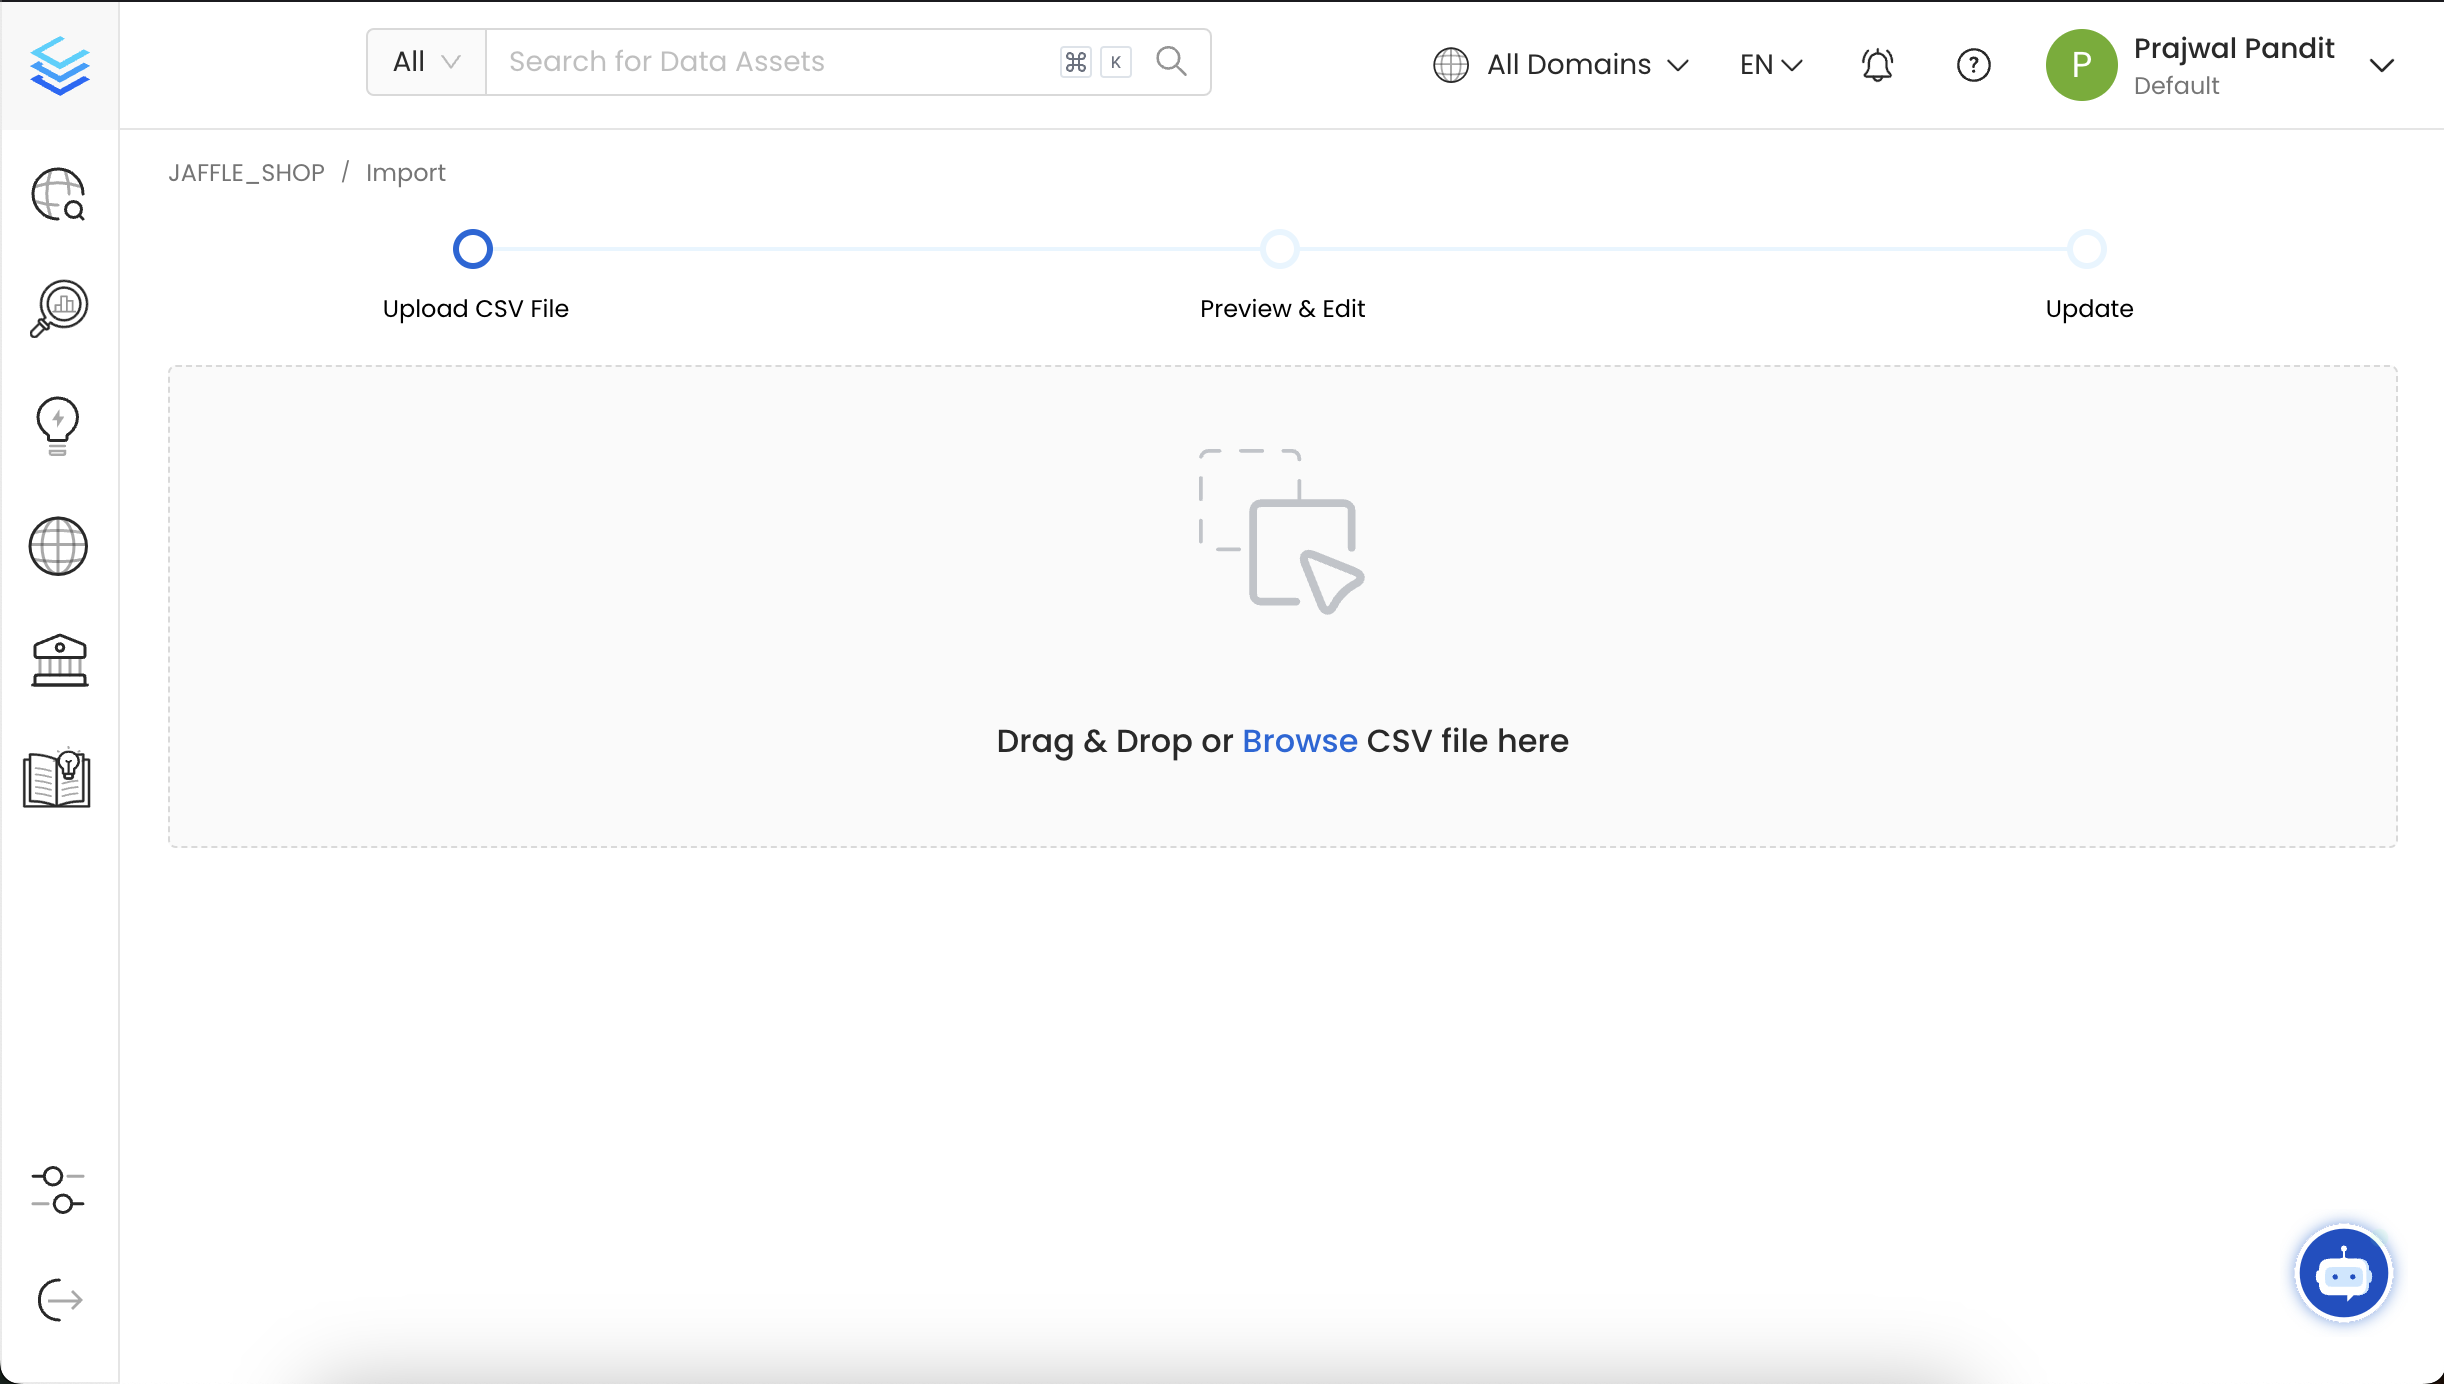 All
Search for Data Assets
⌘ K
All Domains
EN
?
P
Prajwal Pandit
Default
JAFFLE_SHOP / Import
Upload CSV File
Preview & Edit
Update
Drag & Drop or Browse CSV file here